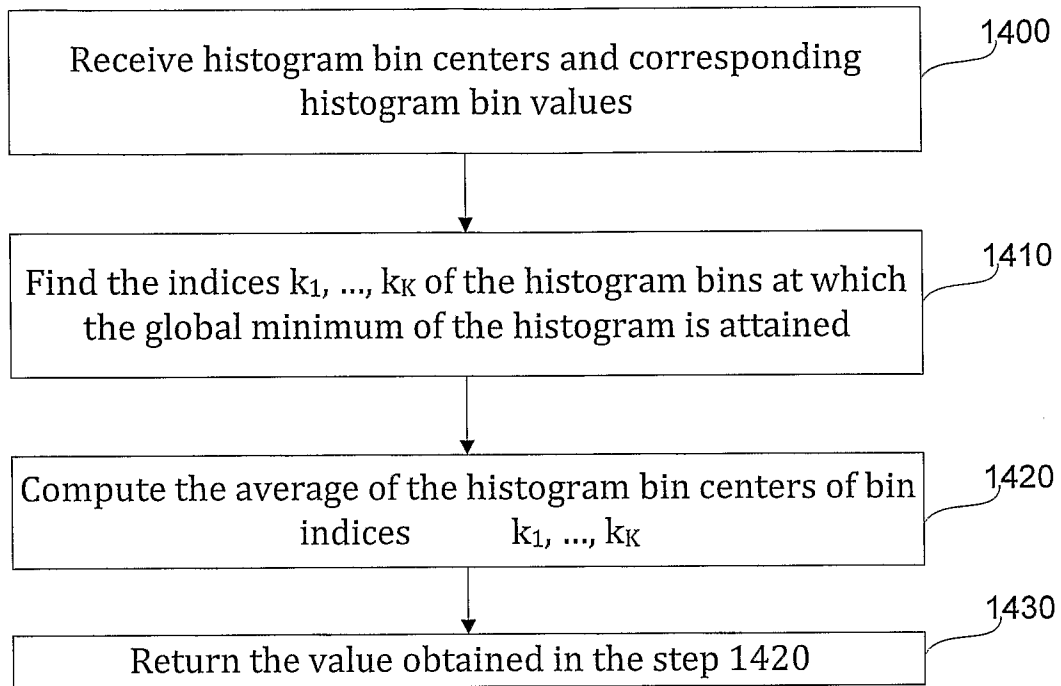 Receive histogram bin centers and corresponding
histogram bin values
1400
Find the indices k₁, ..., kK of the histogram bins at which
the global minimum of the histogram is attained
1410
Compute the average of the histogram bin centers of bin
indices k₁, ..., kK
1420
Return the value obtained in the step 1420
1430